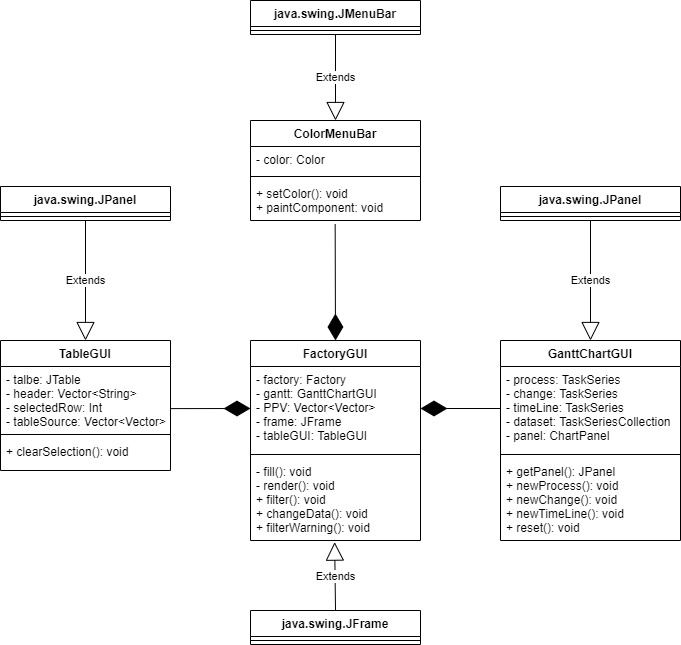 java.swing.JMenuBar
Extends
ColorMenuBar
- color: Color
+ setColor(): void
+ paintComponent: void
java.swing.JPanel
Extends
TableGUI
- talbe: JTable
- header: Vector<String>
- selectedRow: Int
- tableSource: Vector<Vector>
+ clearSelection(): void
FactoryGUI
- factory: Factory
- gantt: GanttChartGUI
- PPV: Vector<Vector>
- frame: JFrame
- tableGUI: TableGUI
- fill(): void
- render(): void
+ filter(): void
+ changeData(): void
+ filterWarning(): void
java.swing.JPanel
Extends
GanttChartGUI
- process: TaskSeries
- change: TaskSeries
- timeLine: TaskSeries
- dataset: TaskSeriesCollection
- panel: ChartPanel
+ getPanel(): JPanel
+ newProcess(): void
+ newChange(): void
+ newTimeLine(): void
+ reset(): void
Extends
java.swing.JFrame